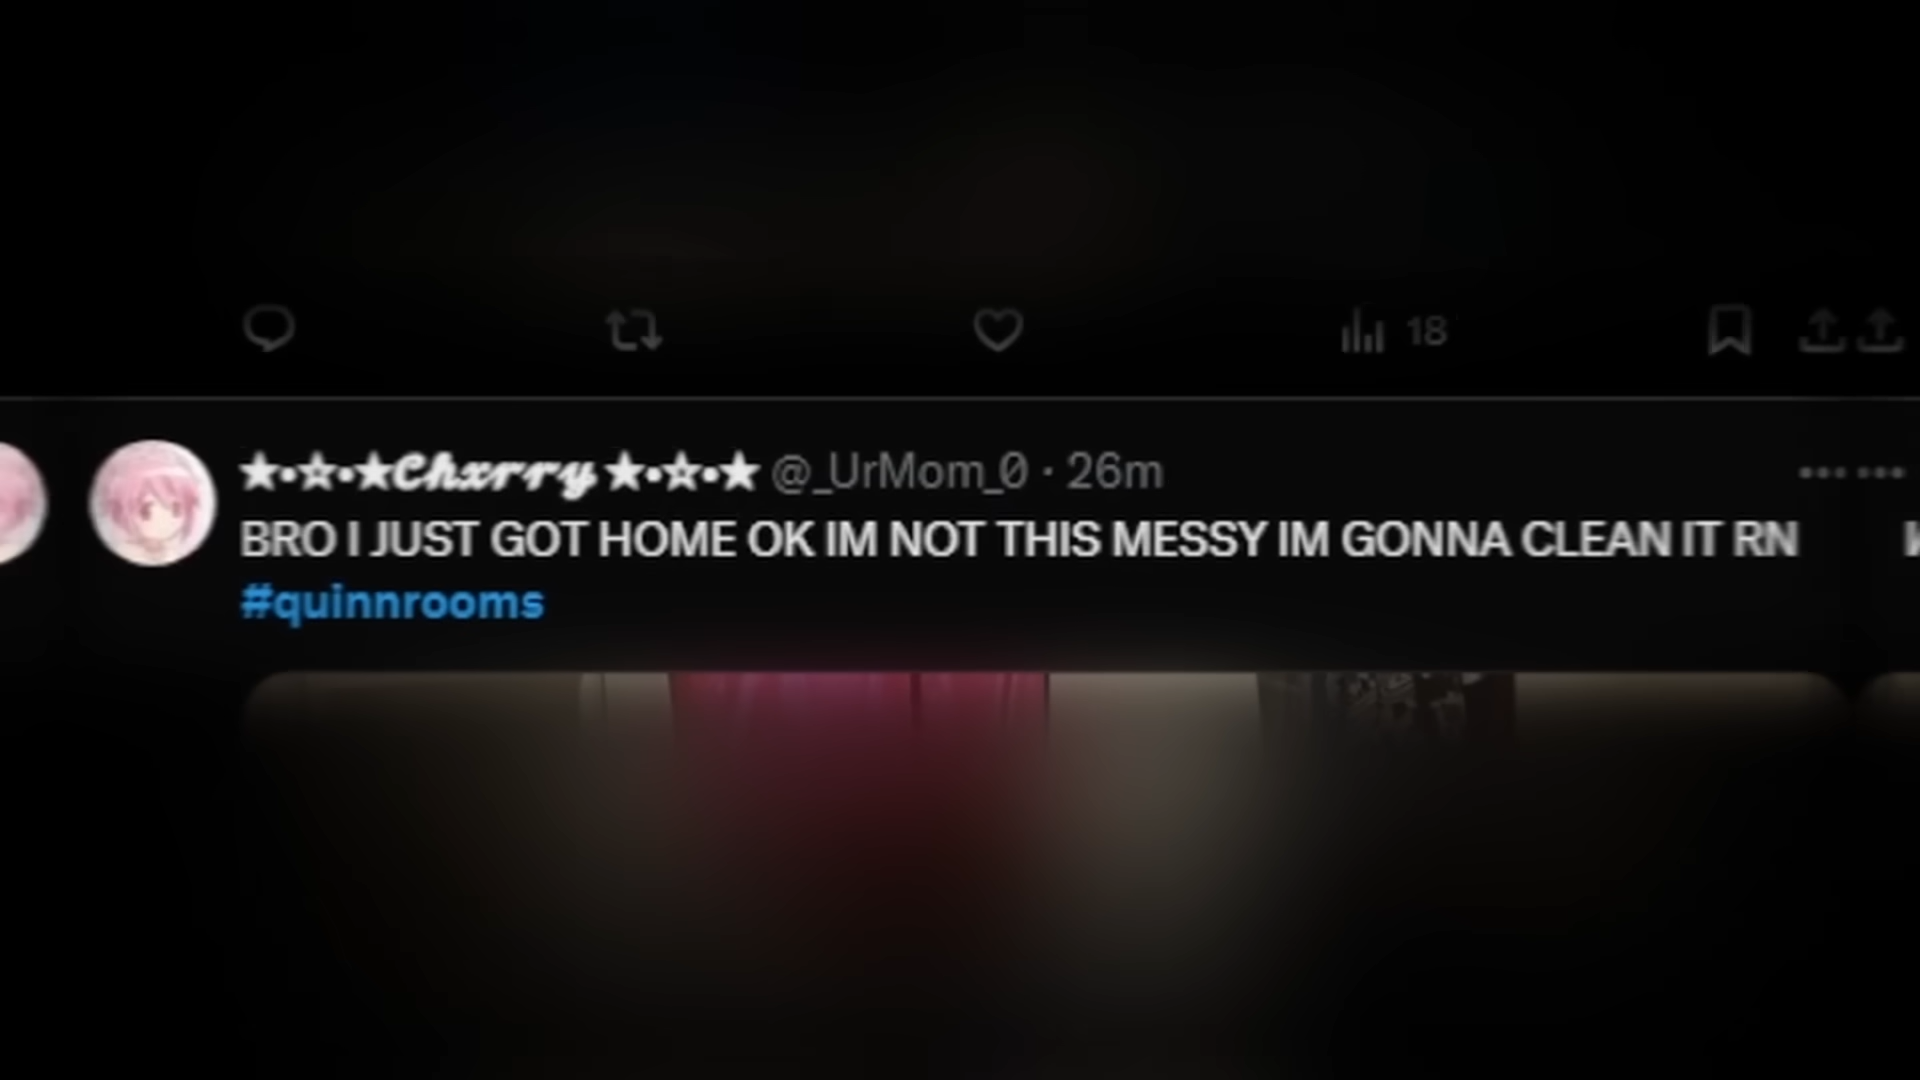 18
★•☆•★𝓒𝓱𝔁𝓻𝓻𝔂★•☆•★ @_UrMom_0 · 26m
BRO I JUST GOT HOME OK IM NOT THIS MESSY IM GONNA CLEAN IT RN
#quinnrooms